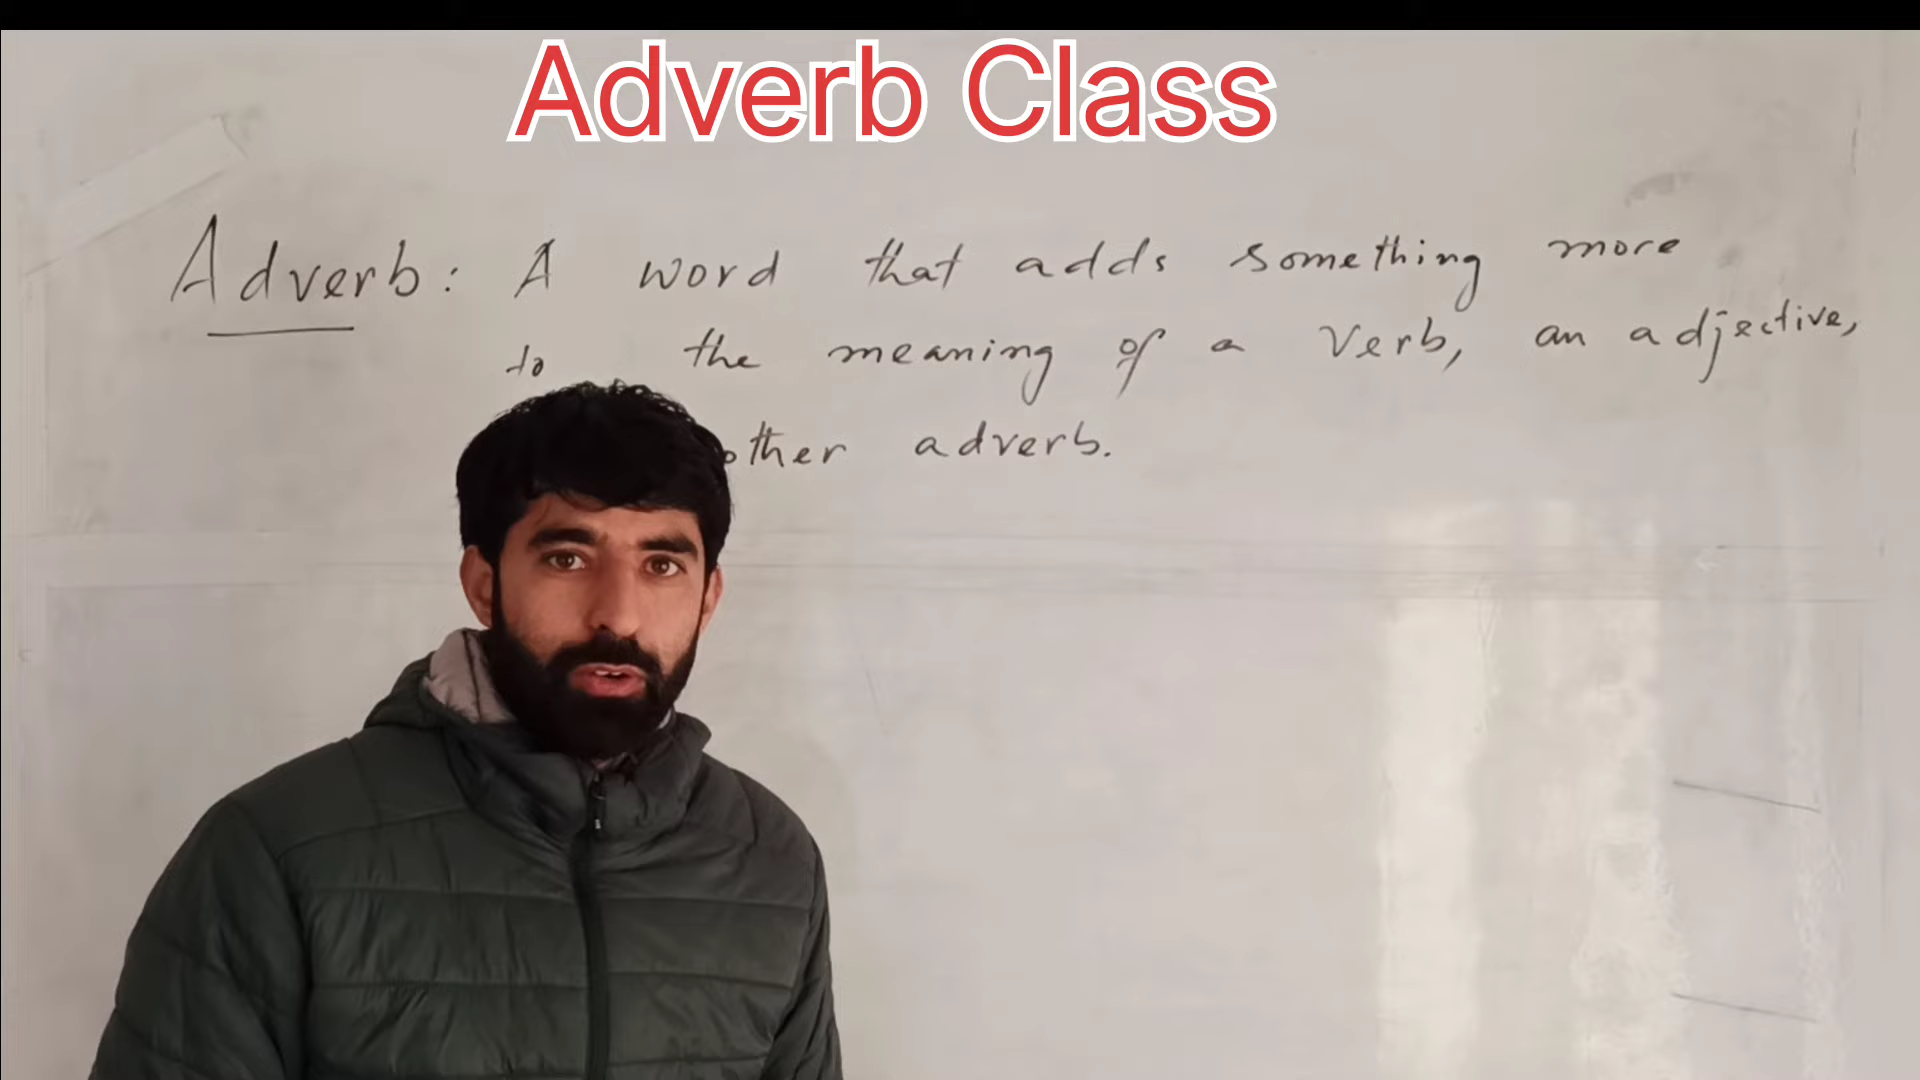 Adverb Class
Adverb: A word that adds something more
to the meaning of a verb, an adjective,
other adverb.